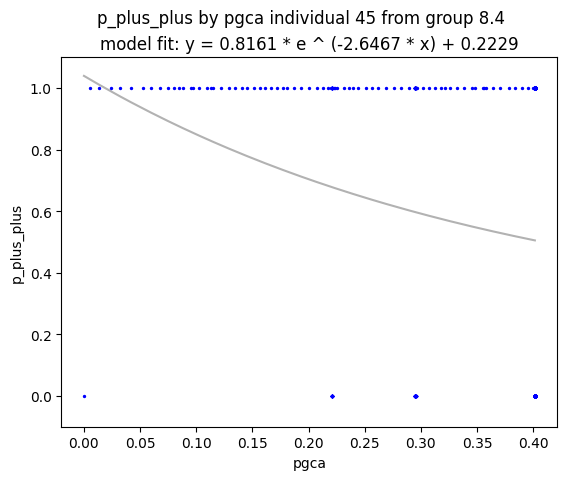 p_plus_plus by pgca individual 45 from group 8.4
model fit: y = 0.8161 * e ^ (-2.6467 * x) + 0.2229
1.0
0.8
0.6
0.4
0.2
0.0
p_plus_plus
0.00 0.05 0.10 0.15 0.20 0.25 0.30 0.35 0.40
pgca